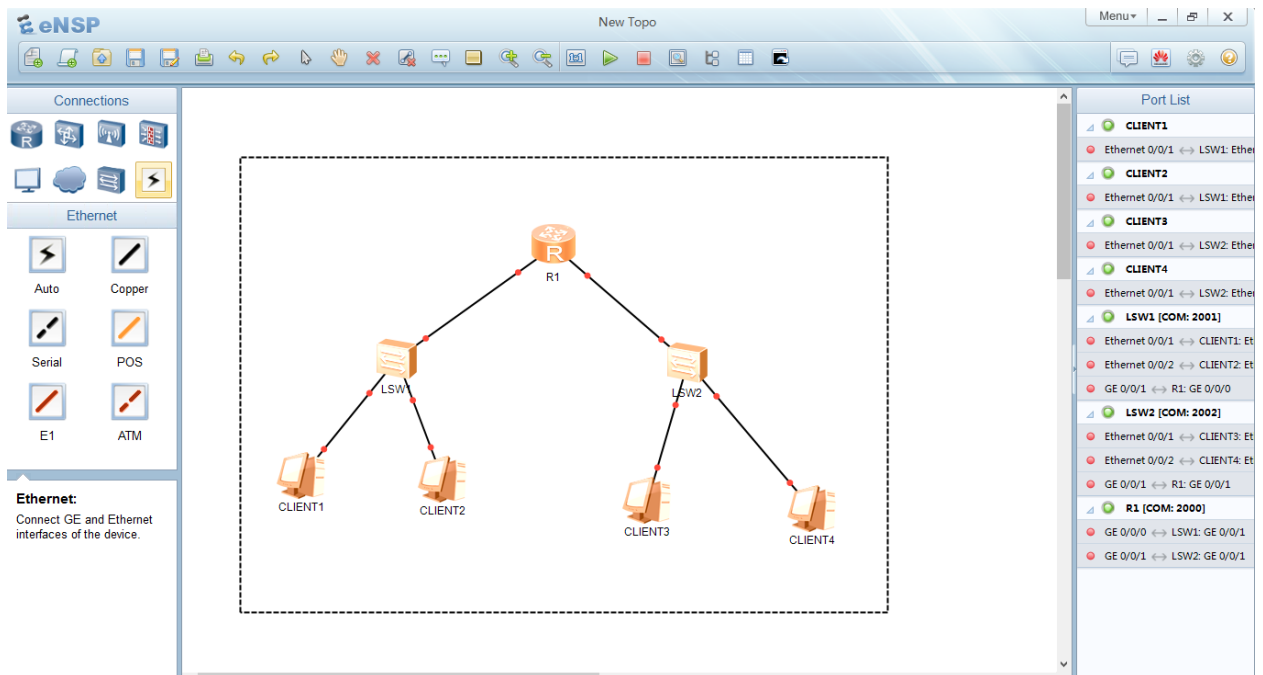 eNSP
New Topo
Menu
Connections
Ethernet
Auto
Copper
Serial
POS
E1
ATM
Ethernet:
Connect GE and Ethernet
interfaces of the device.
R
R1
LSW1
LSW2
CLIENT1
CLIENT2
CLIENT3
CLIENT4
Port List
CLIENT1
Ethernet 0/0/1 ↔ LSW1: Ether
CLIENT2
Ethernet 0/0/1 ↔ LSW1: Ether
CLIENT3
Ethernet 0/0/1 ↔ LSW2: Ether
CLIENT4
Ethernet 0/0/1 ↔ LSW2: Ether
LSW1 [COM: 2001]
Ethernet 0/0/1 ↔ CLIENT1: Et
Ethernet 0/0/2 ↔ CLIENT2: Et
GE 0/0/1 ↔ R1: GE 0/0/0
LSW2 [COM: 2002]
Ethernet 0/0/1 ↔ CLIENT3: Et
Ethernet 0/0/2 ↔ CLIENT4: Et
GE 0/0/1 ↔ R1: GE 0/0/1
R1 [COM: 2000]
GE 0/0/0 ↔ LSW1: GE 0/0/1
GE 0/0/1 ↔ LSW2: GE 0/0/1